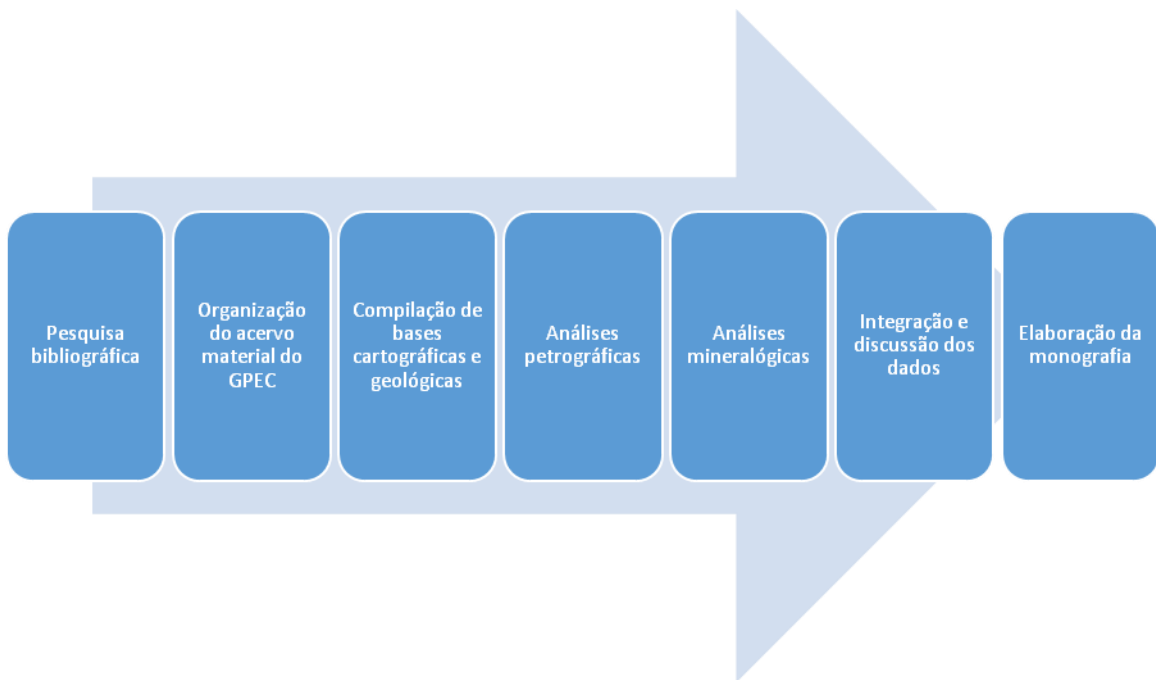 Pesquisa
bibliográfica
Organização
do acervo
material do
GPEC
Compilação de
bases
cartográficas e
geológicas
Análises
petrográficas
Análises
mineralógicas
Integração e
discussão dos
dados
Elaboração da
monografia